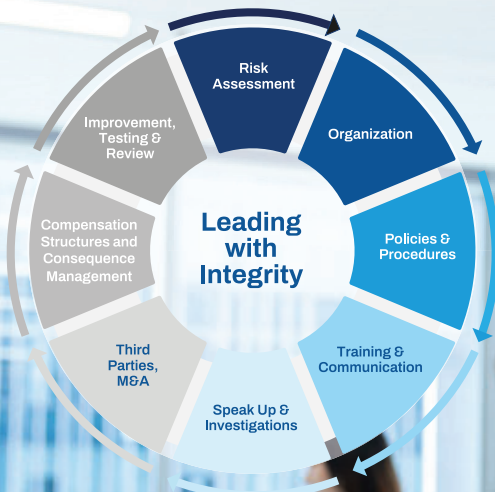 Risk
Assessment
Organization
Policies &
Procedures
Training &
Communication
Speak Up &
Investigations
Third
Parties,
M&A
Compensation
Structures and
Consequence
Management
Improvement,
Testing &
Review
Leading
with
Integrity